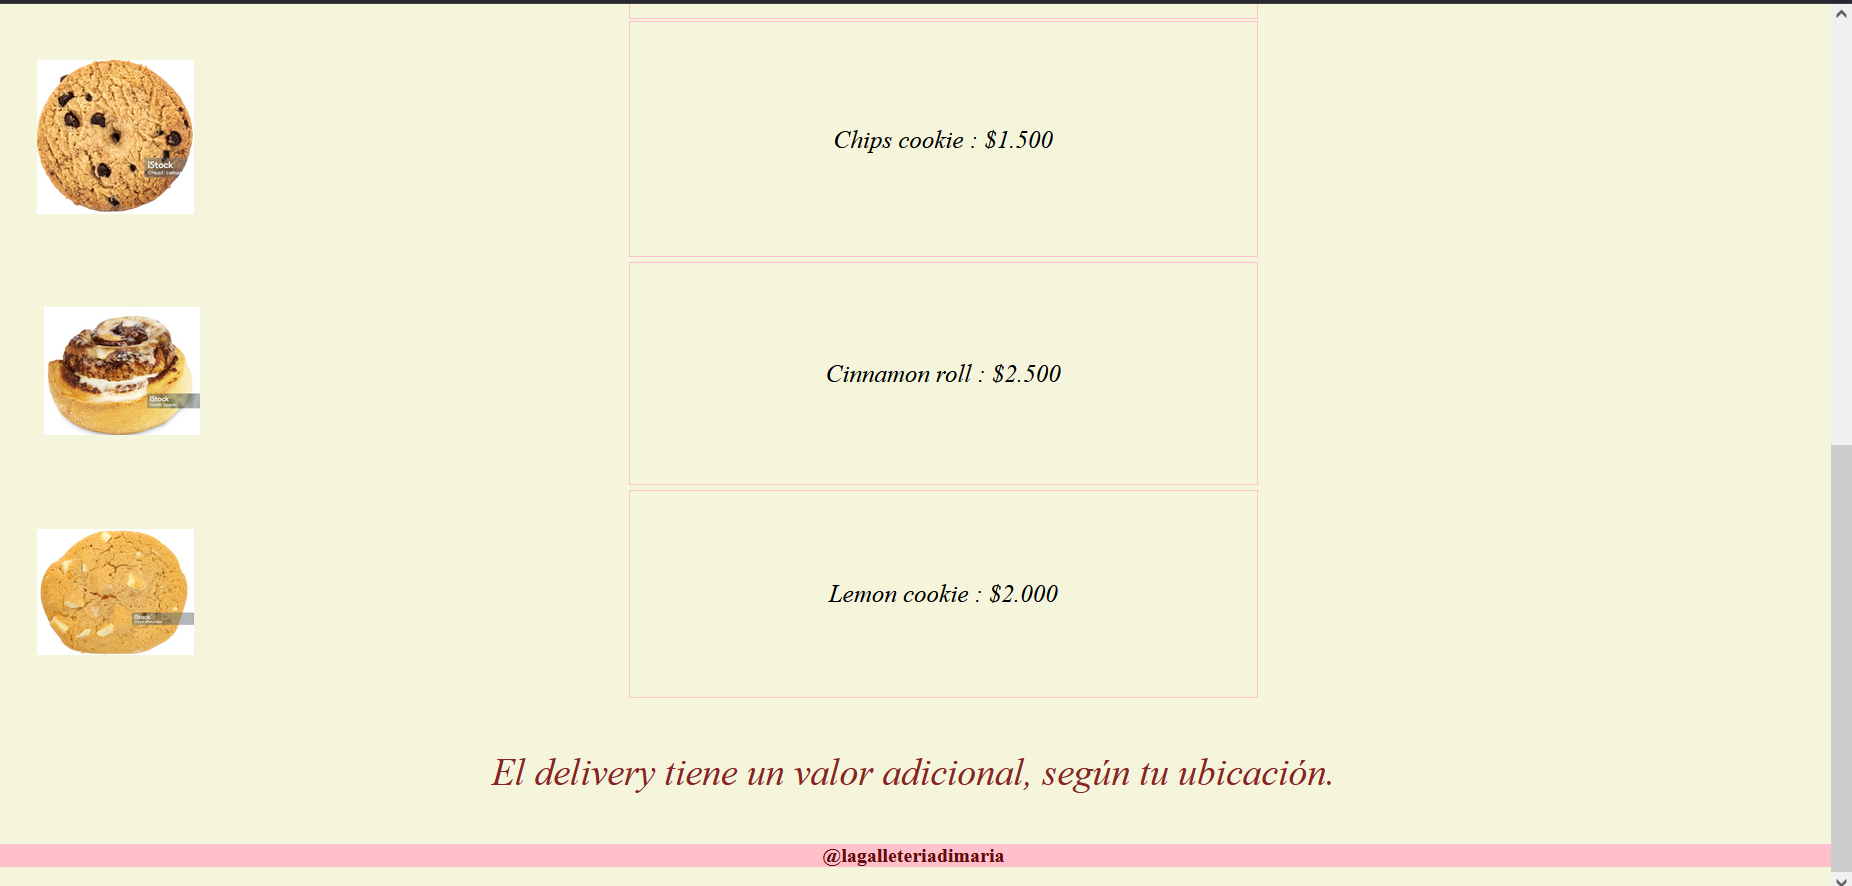 iStock
Chips cookie : $1.500
iStock
Cinnamon roll : $2.500
iStock
Lemon cookie : $2.000
El delivery tiene un valor adicional, según tu ubicación.
@lagalleteriadimaria